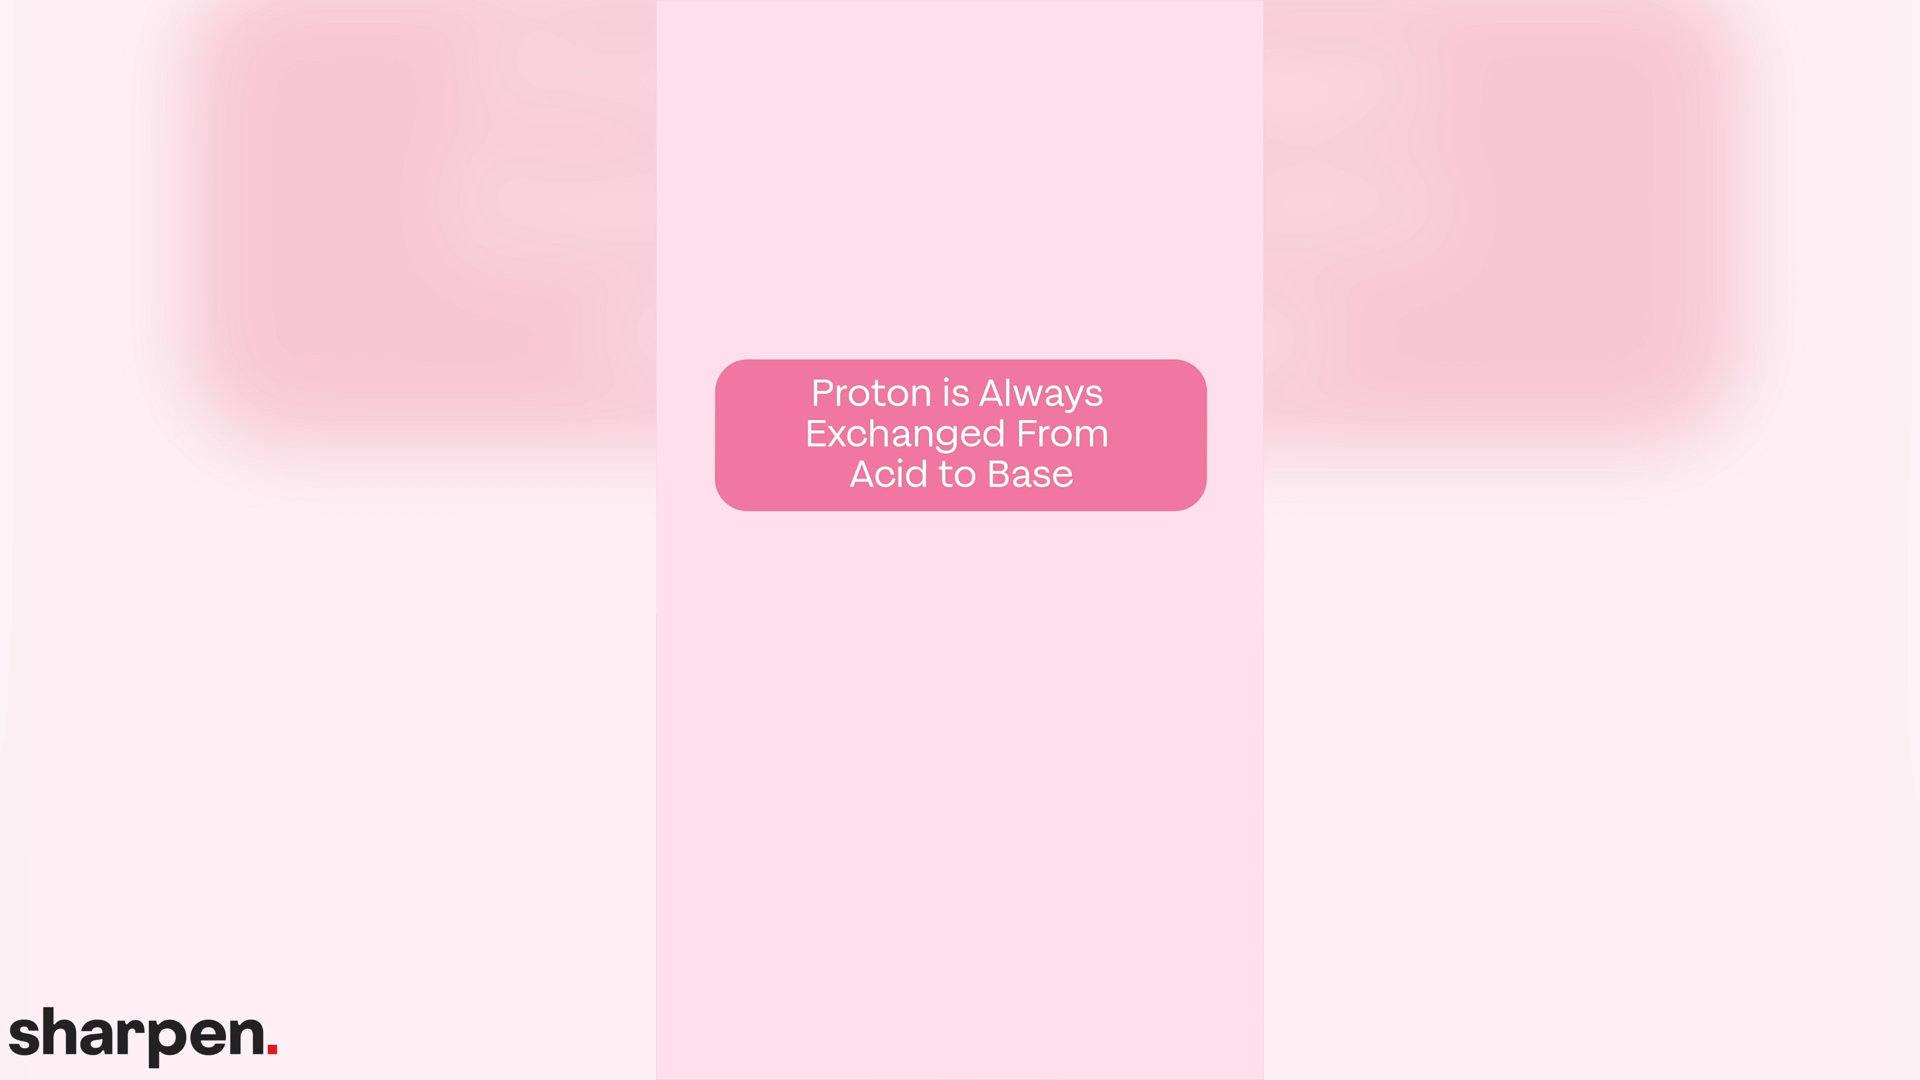 Proton is Always
Exchanged From
Acid to Base
sharpen.